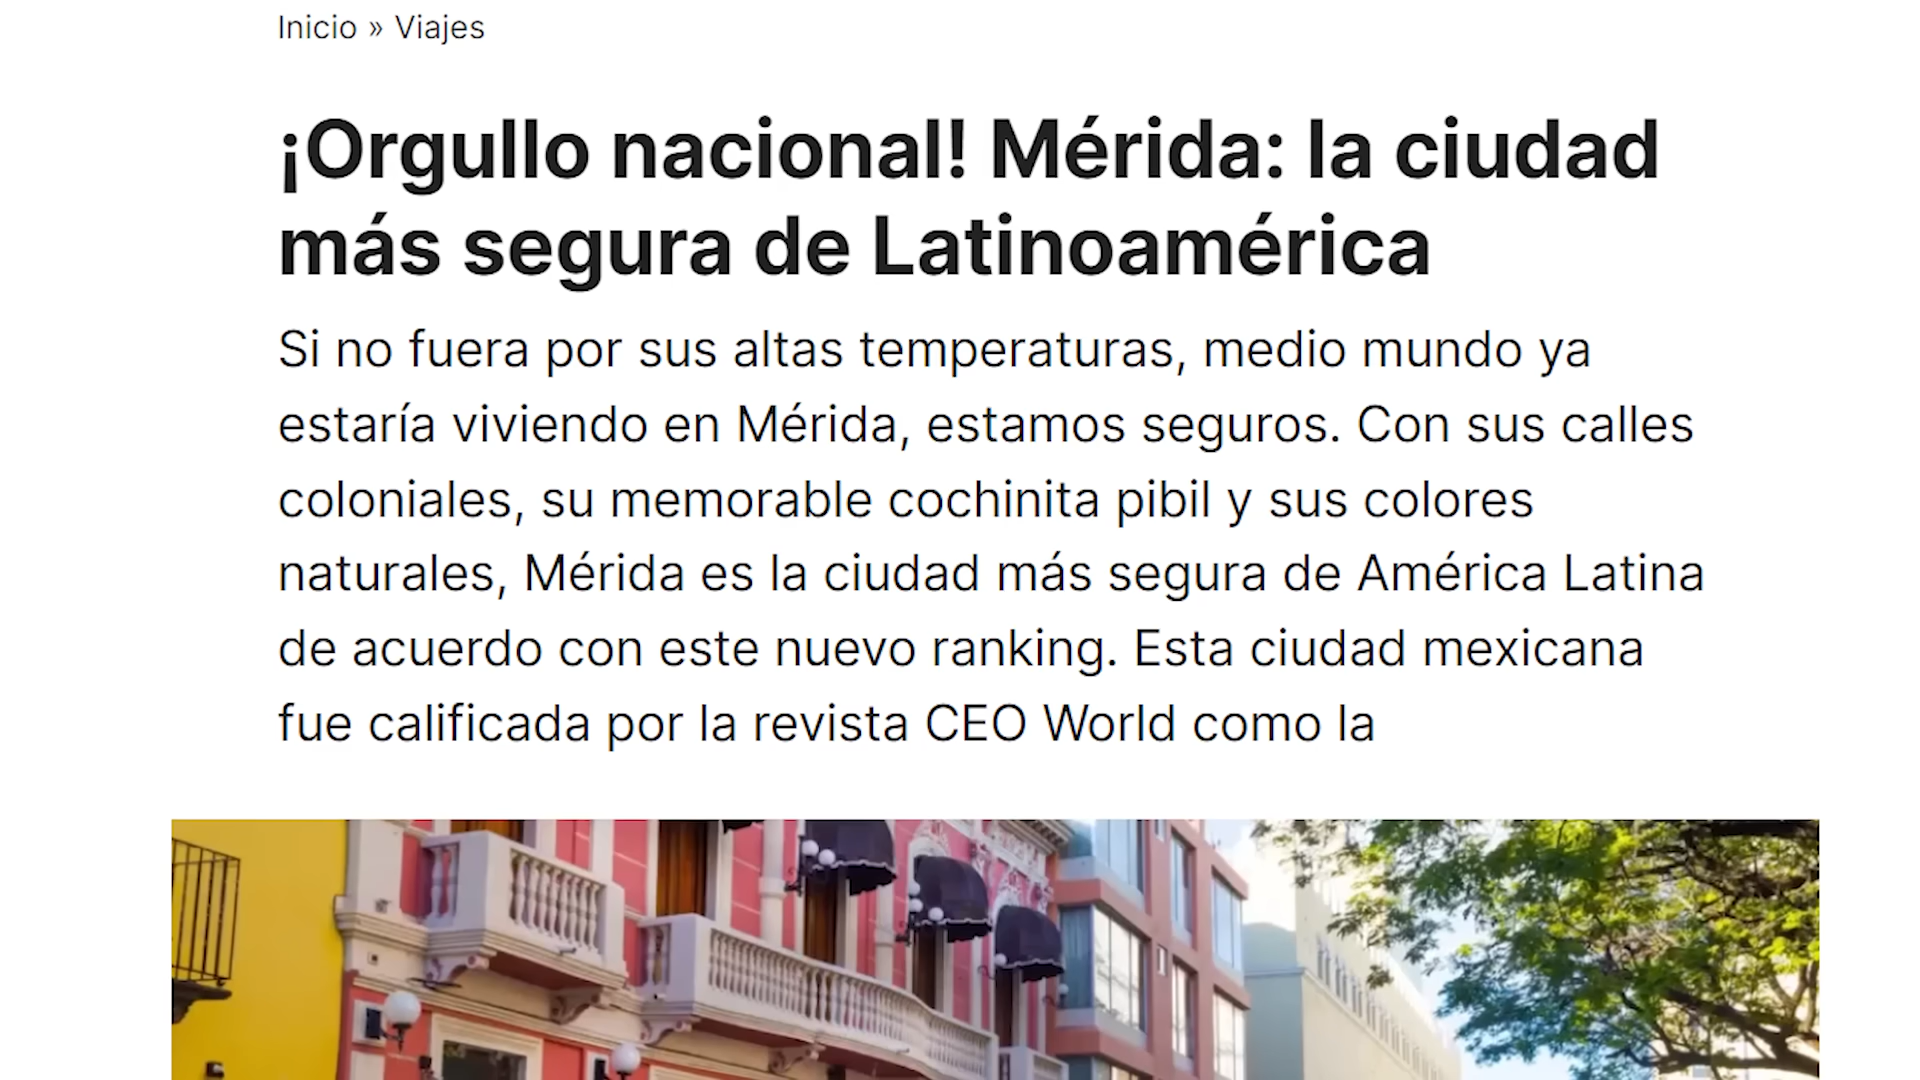 Inicio » Viajes
¡Orgullo nacional! Mérida: la ciudad
más segura de Latinoamérica
Si no fuera por sus altas temperaturas, medio mundo ya
estaría viviendo en Mérida, estamos seguros. Con sus calles
coloniales, su memorable cochinita pibil y sus colores
naturales, Mérida es la ciudad más segura de América Latina
de acuerdo con este nuevo ranking. Esta ciudad mexicana
fue calificada por la revista CEO World como la